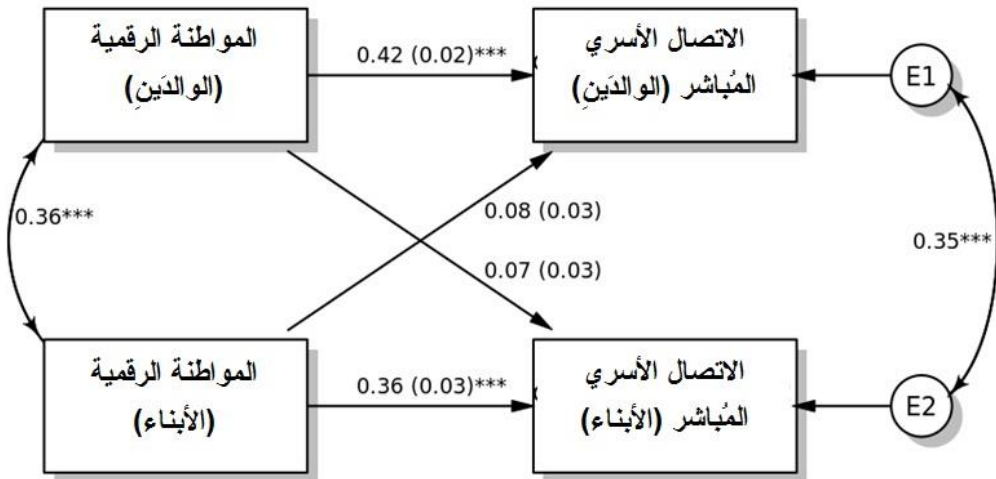 المواطنة الرقمية
(الوالدَينِ)
0.42 (0.02)***
الاتصال الأسري
المُباشر (الوالدَينِ)
E1
0.36***
0.08 (0.03)
0.07 (0.03)
0.35***
المواطنة الرقمية
(الأبناء)
0.36 (0.03)***
الاتصال الأسري
المُباشر (الأبناء)
E2